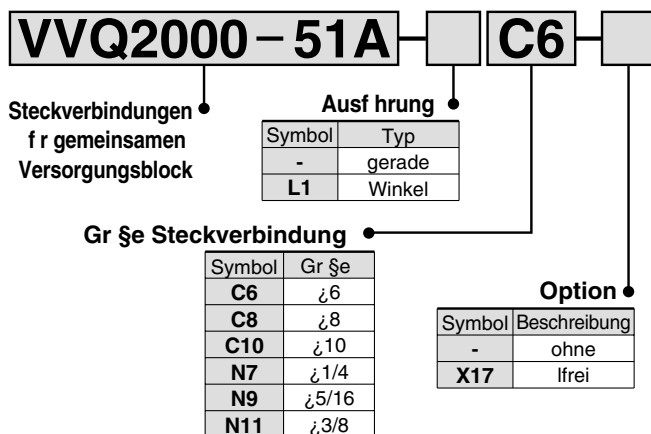 VVQ2000 – 51A – C6 –
Steckverbindungen
f r gemeinsamen
Versorgungsblock
Ausf hrung
Symbol Typ
- gerade
L1 Winkel
Gr §e Steckverbindung
Symbol Gr §e
C6 ¿6
C8 ¿8
C10 ¿10
N7 ¿1/4
N9 ¿5/16
N11 ¿3/8
Option
Symbol Beschreibung
- ohne
X17 lfrei